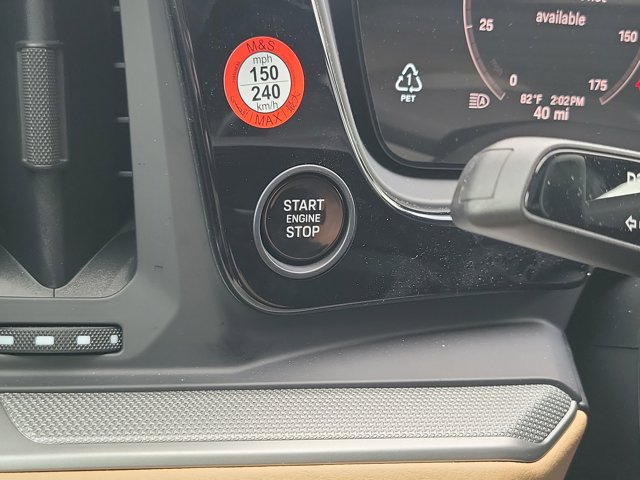 M&S
mph
150
240
km/h
MAX
START
ENGINE
STOP
available
25
150
0
175
1
PET
A
82°F 2:02PM
40 mi